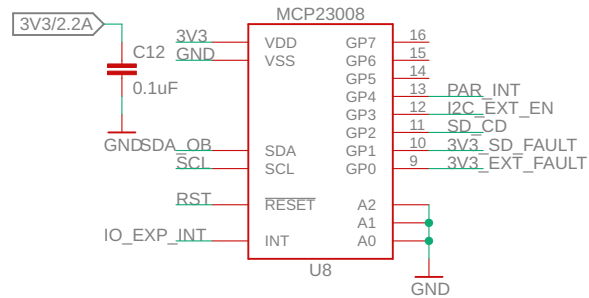 MCP23008
3V3/2.2A
C12
0.1uF
GND
3V3 VDD GP7 16
GND VSS GP6 15
GP5 14
GP4 13 PAR_INT
GP3 12 I2C_EXT_EN
GP2 11 SD_CD
SDA_OB SDA GP1 10 3V3_SD_FAULT
SCL SCL GP0 9 3V3_EXT_FAULT
RST RESET A2
A1
IO_EXP_INT INT A0
U8
GND